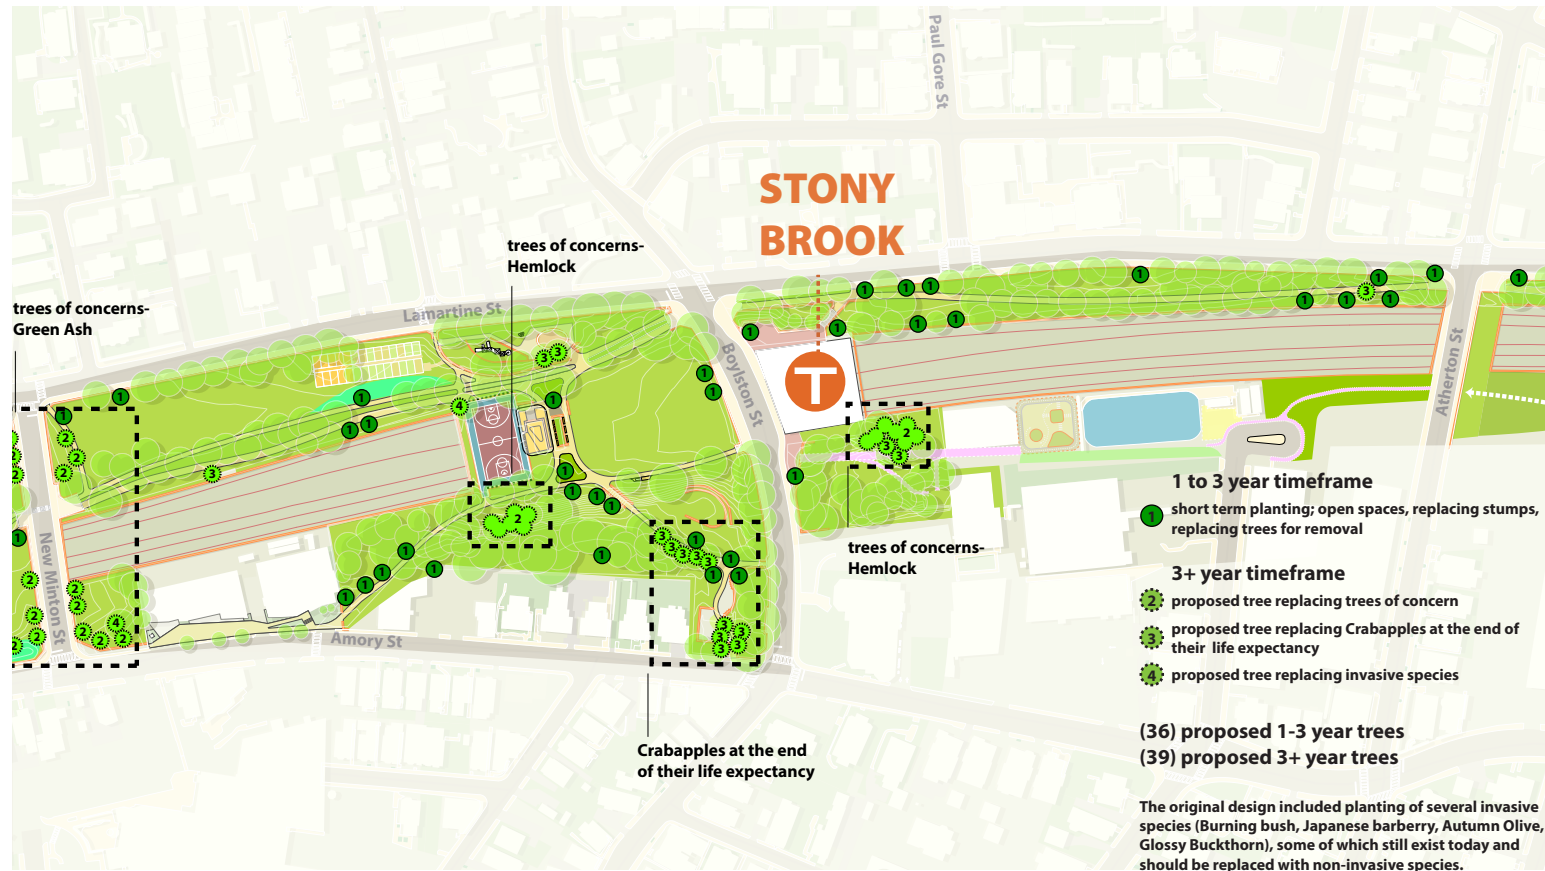 Paul Gore St
STONY
BROOK
trees of concerns-
Hemlock
trees of concerns-
Green Ash
Lamartine St
Boylston St
T
Atherton St
New Minton St
Amory St
trees of concerns-
Hemlock
Crabapples at the end
of their life expectancy
1 to 3 year timeframe
1 short term planting; open spaces, replacing stumps,
replacing trees for removal
3+ year timeframe
2 proposed tree replacing trees of concern
3 proposed tree replacing Crabapples at the end of
their life expectancy
4 proposed tree replacing invasive species
(36) proposed 1-3 year trees
(39) proposed 3+ year trees
The original design included planting of several invasive
species (Burning bush, Japanese barberry, Autumn Olive,
Glossy Buckthorn), some of which still exist today and
should be replaced with non-invasive species.